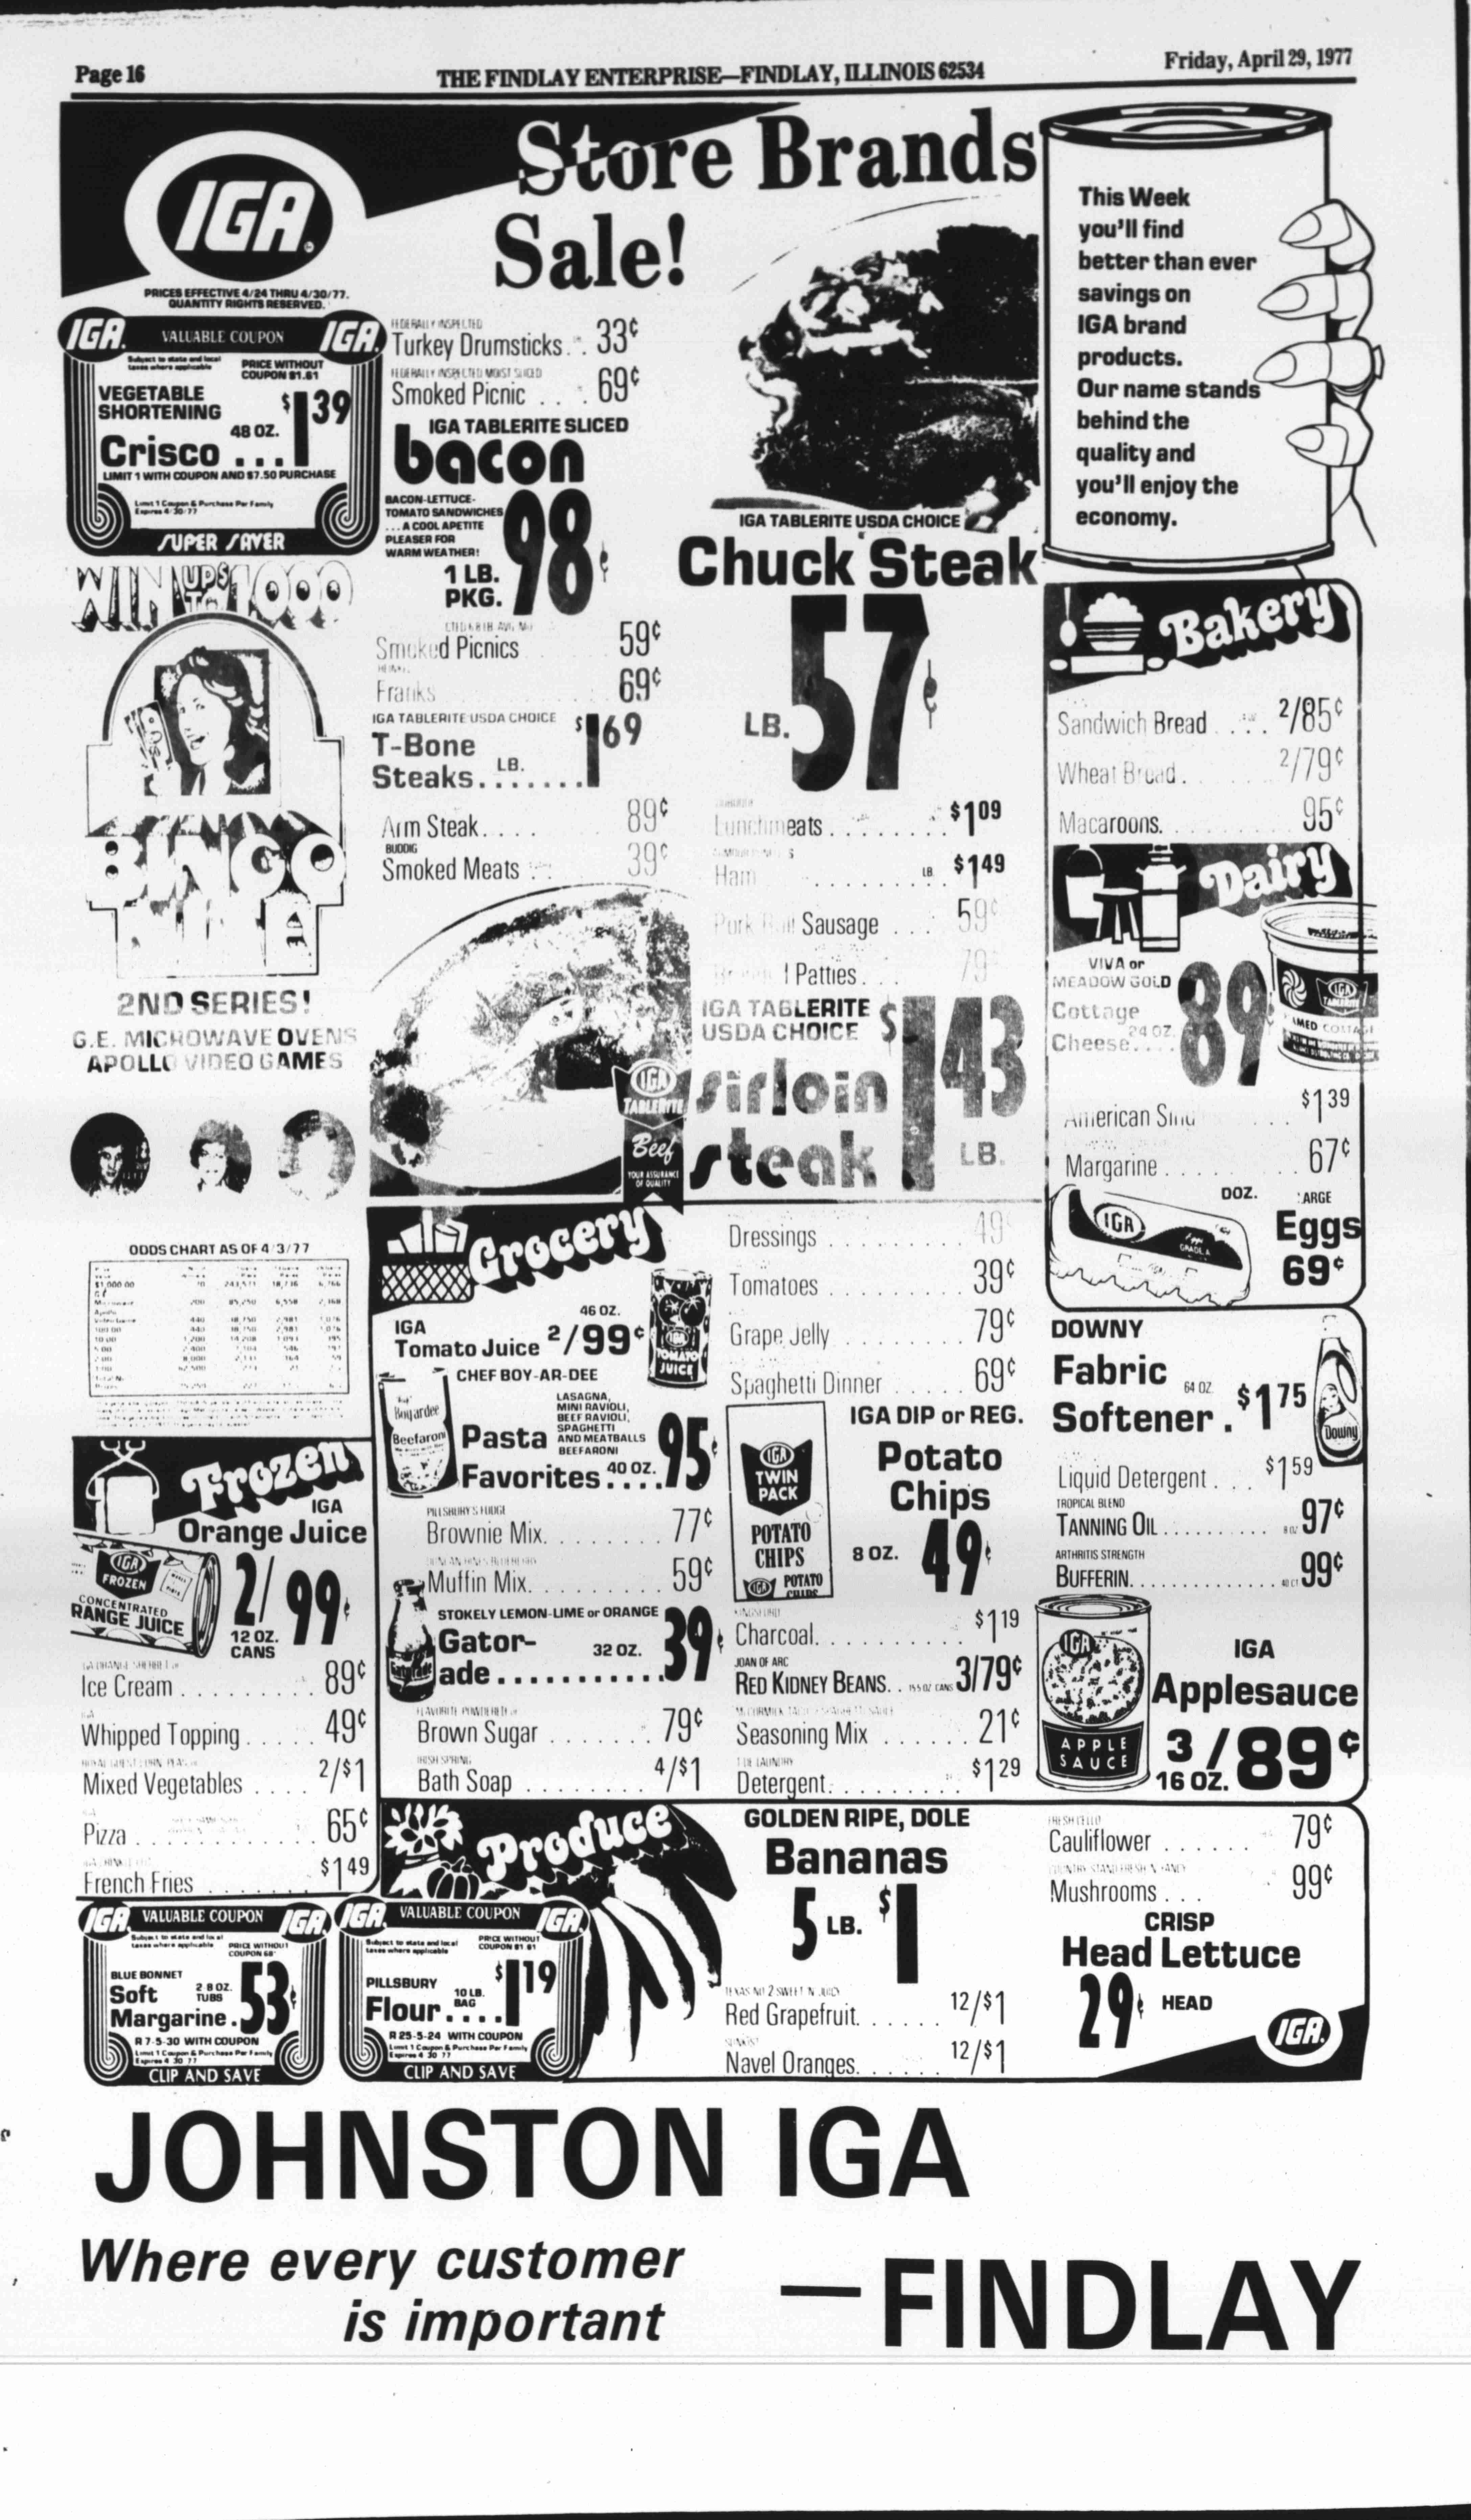 Page 16
THE FINDLAY ENTERPRISE—FINDLAY, ILLINOIS 62534
Friday, April 29, 1977
IGA
Store Brands
Sale!
This Week
you'll find
better than ever
savings on
IGA brand
products.
Our name stands
behind the
quality and
you'll enjoy the
economy.
PRICES EFFECTIVE 4/24 THRU 4/30/77.
QUANTITY RIGHTS RESERVED.
IGA VALUABLE COUPON IGA
Subject to state and local
taxes where applicable
PRICE WITHOUT
COUPON $1.61
VEGETABLE
SHORTENING
48 OZ.
Crisco ... $1 39
LIMIT 1 WITH COUPON AND $7.50 PURCHASE
Limit 1 Coupon & Purchase Per Family
Expires 4/30/77
SUPER SAVER
FEDERALLY INSPECTED
Turkey Drumsticks . . 33¢
FEDERALLY INSPECTED MOIST SLICED
Smoked Picnic . . . 69¢
IGA TABLERITE SLICED
bacon
BACON-LETTUCE-
TOMATO SANDWICHES
...A COOL APETITE
PLEASER FOR
WARM WEATHER!
1 LB.
PKG.
98¢
Smoked Picnics 59¢
Franks 69¢
IGA TABLERITE USDA CHOICE
T-Bone
Steaks. LB. ...... $1 69
Arm Steak. . . . 89¢
BUDDIG
Smoked Meats 39¢
IGA TABLERITE USDA CHOICE
Chuck Steak
LB. 57¢
Lunchmeats . . . . . . . . $1 09
Ham . . . . . . . . LB. $1 49
Sausage . . . 59¢
Patties. . . 79¢
IGA TABLERITE
USDA CHOICE
sirloin
steak
$1 43
LB.
IGA
TABLERITE
Beef
YOUR ASSURANCE
OF QUALITY
WIN UP TO $1,000
BINGO
2ND SERIES!
G.E. MICROWAVE OVENS
APOLLO VIDEO GAMES
ODDS CHART AS OF 4/3/77
Bakery
Sandwich Bread . . . . 2/85¢
Wheat Bread . . . 2/79¢
Macaroons. . . . 95¢
Dairy
VIVA or
MEADOW GOLD
Cottage
24 OZ.
Cheese....
89¢
American $1 39
Margarine . . . . . . 67¢
DOZ. LARGE
Eggs
69¢
IGA
GRADE A
Grocery
46 OZ.
IGA
Tomato Juice 2/99¢
TOMATO
JUICE
CHEF BOY-AR-DEE
LASAGNA,
MINI RAVIOLI,
BEEF RAVIOLI,
SPAGHETTI
AND MEATBALLS
BEEFARONI
Pasta
Favorites 40 OZ. ....
95¢
Boyardee
Beefaroni
PILLSBURY'S FUDGE
Brownie Mix. . . . . . . . 77¢
Muffin Mix. . . . . . . . 59¢
STOKELY LEMON-LIME or ORANGE
Gator-
ade............
32 OZ.
39¢
Gatorade
Brown Sugar . . . . . . . 79¢
IRISH SPRING
Bath Soap . . . . . . . . 4/$1
Dressings . . . . . . . . . 49¢
Tomatoes . . . . . . . . . 39¢
Grape Jelly . . . . . . . . 79¢
Spaghetti Dinner . . . . . 69¢
IGA DIP or REG.
Potato
Chips
8 OZ. 49¢
IGA
TWIN
PACK
POTATO
CHIPS
IGA POTATO
CHIPS
KINGSFORD
Charcoal. . . . . . . . . . $1 19
JOAN OF ARC
RED KIDNEY BEANS. . 15.5 OZ CANS 3/79¢
Seasoning Mix . . . . . . 21¢
TIDE LAUNDRY
Detergent. . . . . . . $1 29
DOWNY
Fabric
Softener . 64 OZ $1 75
Downy
Liquid Detergent . . . $1 59
TROPICAL BLEND
TANNING OIL . . . . . . . . . . 8 OZ 97¢
ARTHRITIS STRENGTH
BUFFERIN. . . . . . . . . . . . . . 40 CT 99¢
IGA
Applesauce
3/89¢
16 OZ.
IGA
APPLE
SAUCE
Frozen
IGA
Orange Juice
2/99¢
12 OZ.
CANS
IGA
FROZEN
CONCENTRATED
RANGE JUICE
Ice Cream . . . . . . . . . 89¢
IGA
Whipped Topping . . . . . 49¢
Mixed Vegetables . . . . 2/$1
Pizza . . . . . . . . . . . . 65¢
French Fries . . . . . . . $1 49
IGA VALUABLE COUPON IGA
Subject to state and local
taxes where applicable
PRICE WITHOUT
COUPON 68¢
BLUE BONNET
Soft
Margarine .
2 8 OZ.
TUBS
53¢
R 7-5-30 WITH COUPON
Limit 1 Coupon & Purchase Per Family
Expires 4 30 77
CLIP AND SAVE
IGA VALUABLE COUPON IGA
Subject to state and local
taxes where applicable
PRICE WITHOUT
COUPON $1 61
PILLSBURY
Flour....
10 LB.
BAG
$1 19
R 25-5-24 WITH COUPON
Limit 1 Coupon & Purchase Per Family
Expires 4 30 77
CLIP AND SAVE
Produce
GOLDEN RIPE, DOLE
Bananas
5 LB. $1
TEXAS NO 2 SWEET N JUICY
Red Grapefruit. . . . . . 12/$1
SUNKIST
Navel Oranges. . . . . . 12/$1
FRESH CELLO
Cauliflower . . . . . . 79¢
Mushrooms . . . 99¢
CRISP
Head Lettuce
29¢ HEAD
IGA
JOHNSTON IGA
Where every customer
is important
— FINDLAY